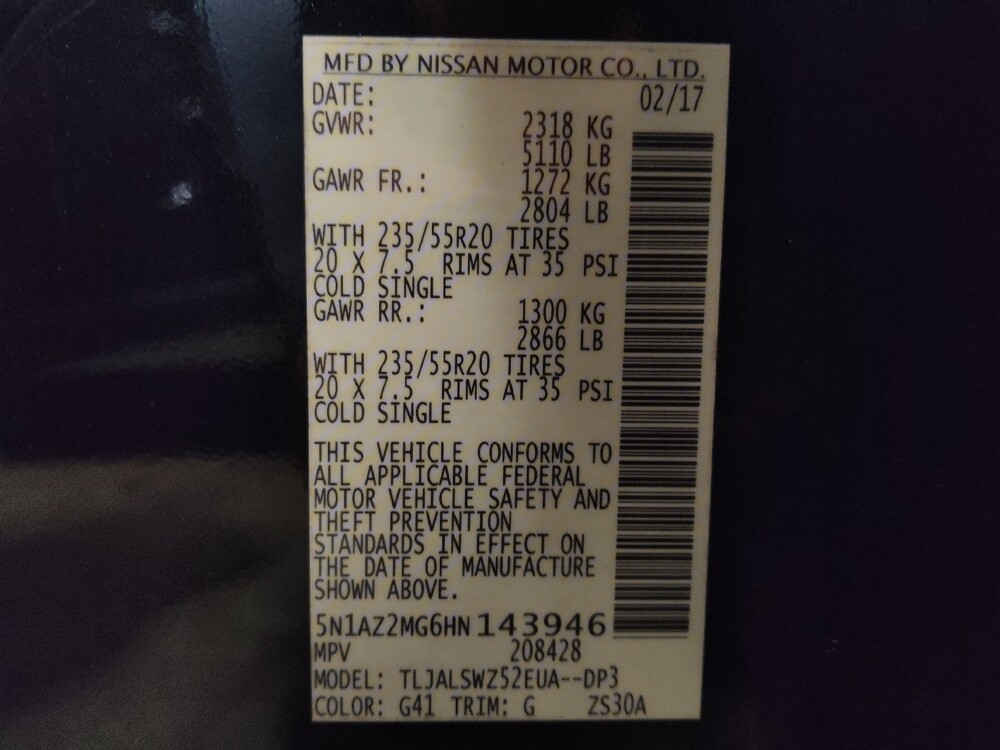 MFD BY NISSAN MOTOR CO., LTD.
DATE: 02/17
GVWR: 2318 KG
5110 LB
GAWR FR.: 1272 KG
2804 LB
WITH 235/55R20 TIRES
20 X 7.5 RIMS AT 35 PSI
COLD SINGLE
GAWR RR.: 1300 KG
2866 LB
WITH 235/55R20 TIRES
20 X 7.5 RIMS AT 35 PSI
COLD SINGLE
THIS VEHICLE CONFORMS TO
ALL APPLICABLE FEDERAL
MOTOR VEHICLE SAFETY AND
THEFT PREVENTION
STANDARDS IN EFFECT ON
THE DATE OF MANUFACTURE
SHOWN ABOVE.
5N1AZ2MG6HN143946
MPV 208428
MODEL: TLJALSWZ52EUA--DP3
COLOR: G41 TRIM: G ZS30A